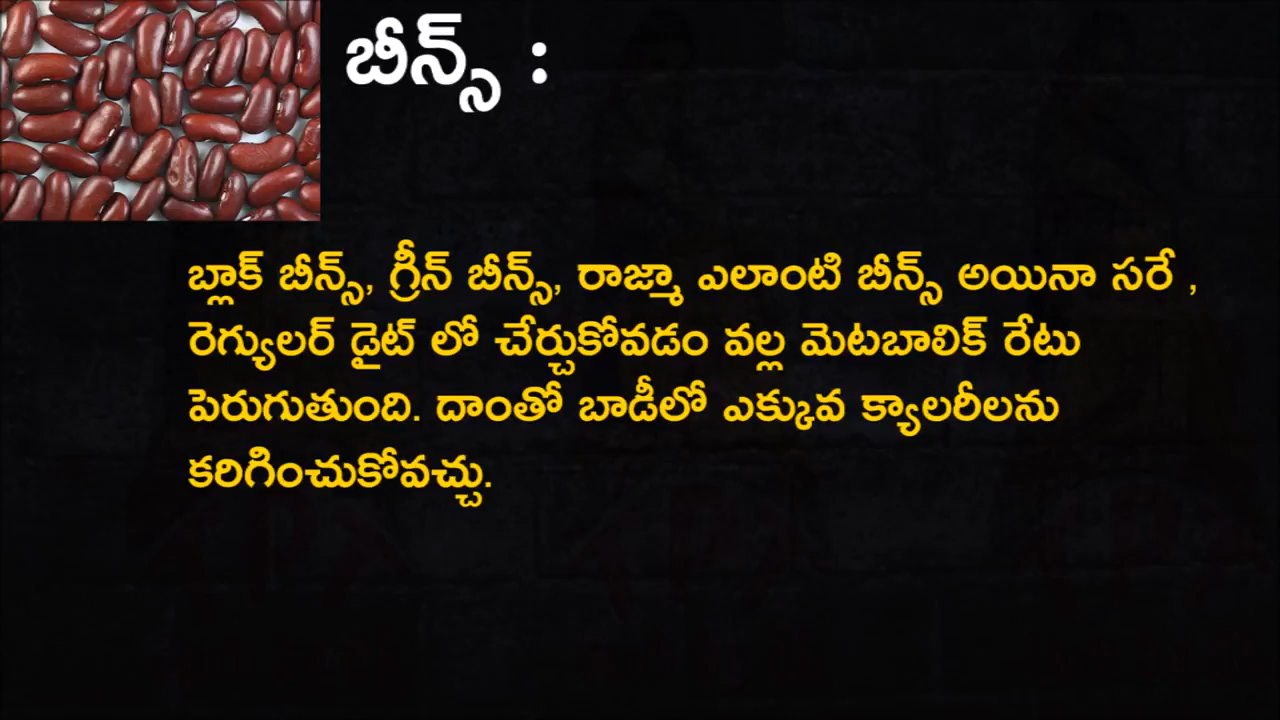 బీన్స్ :
బ్లాక్ బీన్స్, గ్రీన్ బీన్స్, రాజ్మా ఎలాంటి బీన్స్ అయినా సరే ,
రెగ్యులర్ డైట్ లో చేర్చుకోవడం వల్ల మెటబాలిక్ రేటు
పెరుగుతుంది. దాంతో బాడీలో ఎక్కువ క్యాలరీలను
కరిగించుకోవచ్చు.